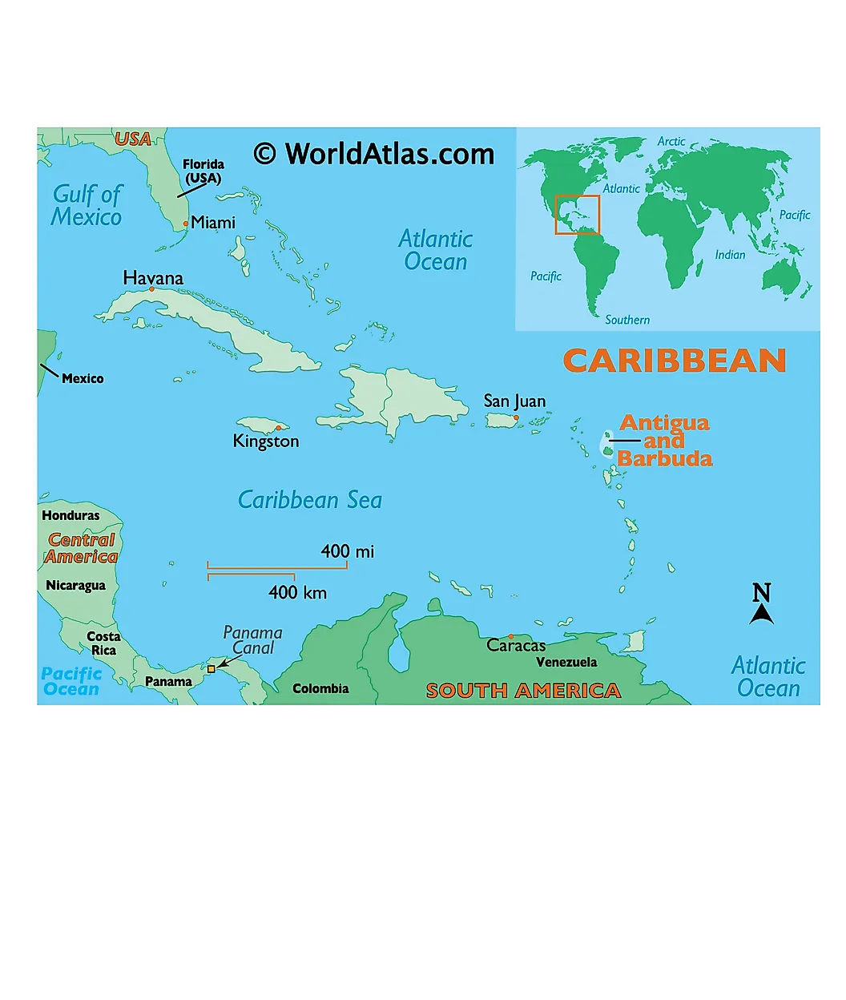 USA
© WorldAtlas.com
Arctic
Florida
(USA)
Gulf of
Mexico
Atlantic
Miami
Pacific
Atlantic
Ocean
Indian
Pacific
Havana
Southern
CARIBBEAN
Mexico
San Juan
Antigua
and
Barbuda
Kingston
Caribbean Sea
Honduras
Central
America
400 mi
Nicaragua
400 km
N
Panama
Canal
Costa
Rica
Caracas
Venezuela
Pacific
Ocean
Atlantic
Ocean
Panama
Colombia
SOUTH AMERICA